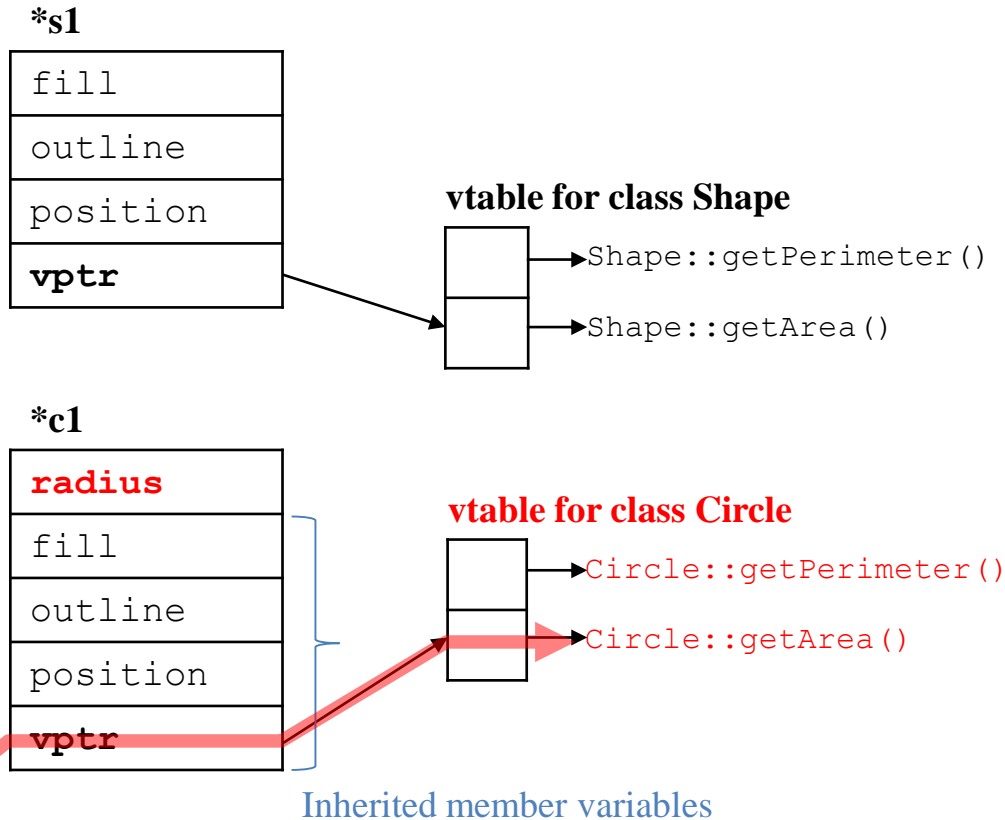 *s1
fill
outline
position
vptr
vtable for class Shape
Shape::getPerimeter()
Shape::getArea()
*c1
radius
fill
outline
position
vptr
vtable for class Circle
Circle::getPerimeter()
Circle::getArea()
Inherited member variables